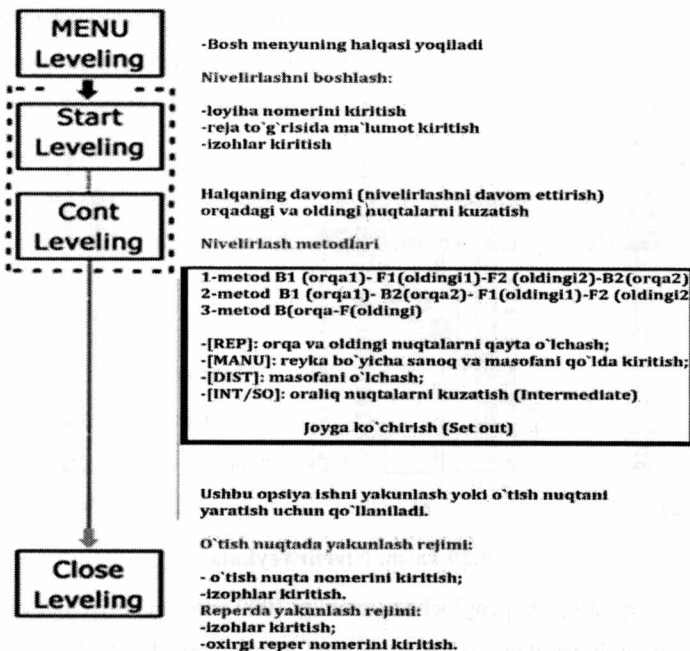 MENU
Leveling
-Bosh menyuning halqasi yoqiladi
Nivelirlashni boshlash:
Start
Leveling
-loyiha nomerini kiritish
-reja to`g`risida ma`lumot kiritish
-izohlar kiritish
Cont
Leveling
Halqaning davomi (nivelirlashni davom ettirish)
orqadagi va oldingi nuqtalarni kuzatish
Nivelirlash metodlari
1-metod B1 (orqa1)- F1(oldingi1)-F2 (oldingi2)-B2(orqa2)
2-metod B1 (orqa1)- B2(orqa2)- F1(oldingi1)-F2 (oldingi2
3-metod B(orqa-F(oldingi)
-[REP]: orqa va oldingi nuqtalarni qayta o`lchash;
-[MANU]: reyka bo`yicha sanoq va masofani qo`lda kiritish;
-[DIST]: masofani o`lchash;
-[INT/SO]: oraliq nuqtalarni kuzatish (Intermediate)
Joyga ko`chirish (Set out)
Ushbu opsiya ishni yakunlash yoki o`tish nuqtani
yaratish uchun qo`llaniladi.
O`tish nuqtada yakunlash rejimi:
Close
Leveling
- o`tish nuqta nomerini kiritish;
-izophlar kiritish.
Reperda yakunlash rejimi:
-izohlar kiritish;
-oxirgi reper nomerini kiritish.